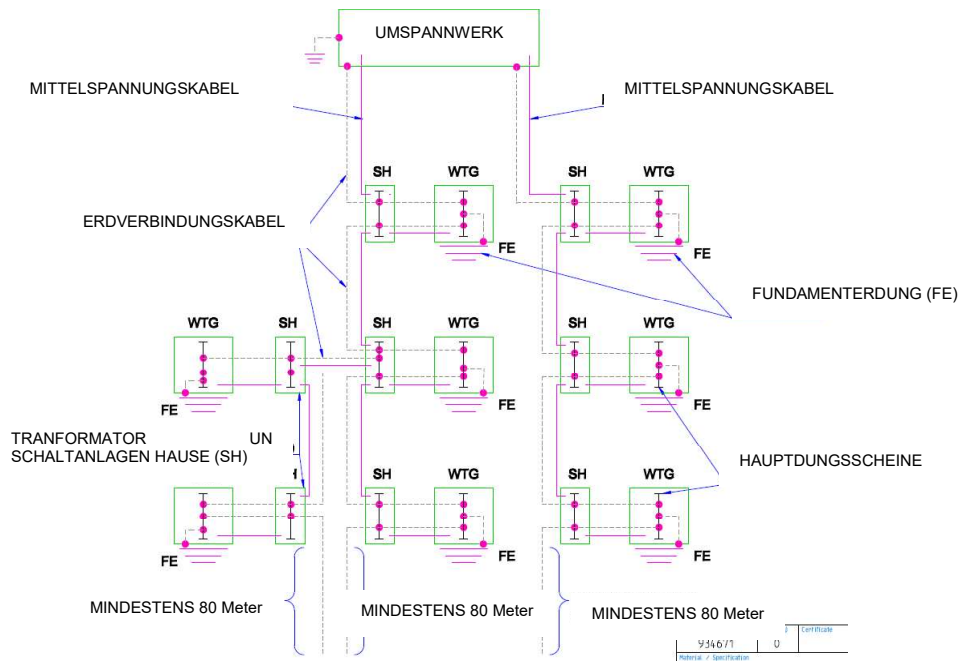 UMSPANNWERK
MITTELSPANNUNGSKABEL
MITTELSPANNUNGSKABEL
SH
WTG
SH
WTG
ERDVERBINDUNGSKABEL
FE
FE
FUNDAMENTERDUNG (FE)
WTG
SH
SH
WTG
SH
WTG
FE
FE
FE
TRANFORMATOR UN
SCHALTANLAGEN HAUSE (SH)
HAUPTDUNGSSCHEINE
SH
WTG
SH
WTG
FE
FE
FE
MINDESTENS 80 Meter
MINDESTENS 80 Meter
MINDESTENS 80 Meter
Certificate
934671 0
Material / Specification